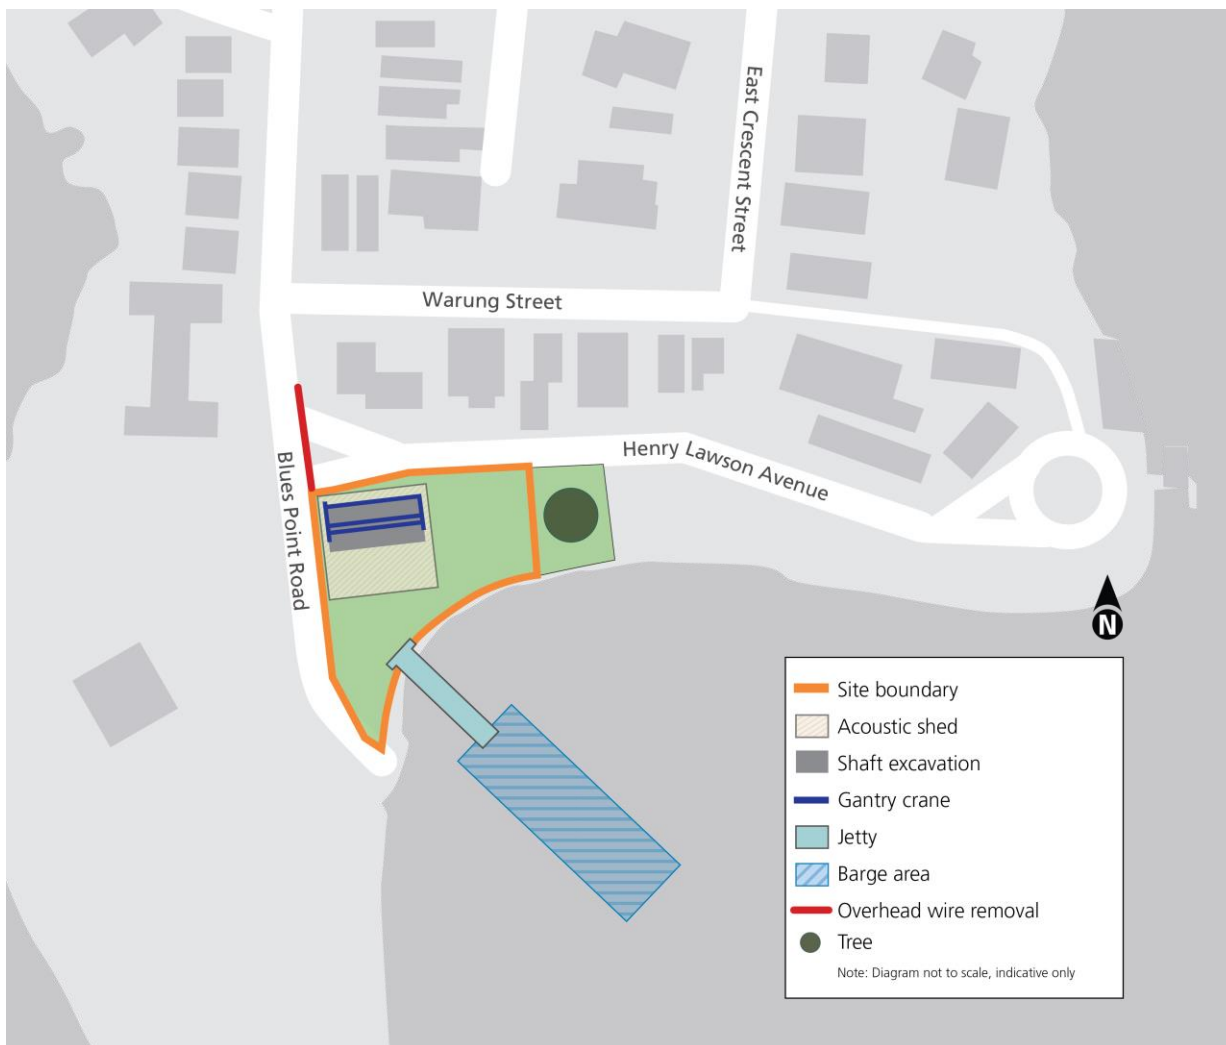 East Crescent Street
Warung Street
Henry Lawson Avenue
Blues Point Road
N
Site boundary
Acoustic shed
Shaft excavation
Gantry crane
Jetty
Barge area
Overhead wire removal
Tree
Note: Diagram not to scale, indicative only